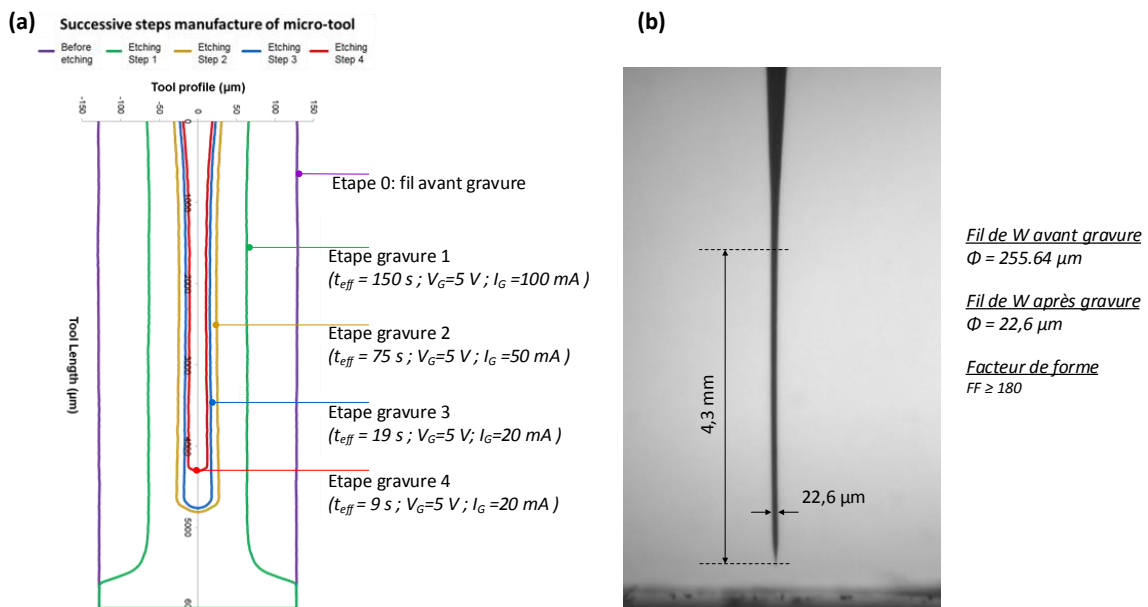 (a)
Successive steps manufacture of micro-tool
Before etching
Etching Step 1
Etching Step 2
Etching Step 3
Etching Step 4
Tool profile (µm)
-150 -100 -50 0 50 100 150
Tool Length (µm)
0
1000
2000
3000
4000
5000
60
Etape 0: fil avant gravure
Etape gravure 1
(t_eff = 150 s ; V_G=5 V ; I_G =100 mA )
Etape gravure 2
(t_eff = 75 s ; V_G=5 V ; I_G =50 mA )
Etape gravure 3
(t_eff = 19 s ; V_G=5 V; I_G=20 mA )
Etape gravure 4
(t_eff = 9 s ; V_G=5 V ; I_G =20 mA )
(b)
4,3 mm
22,6 µm
Fil de W avant gravure
Φ = 255.64 µm
Fil de W après gravure
Φ = 22,6 µm
Facteur de forme
FF ≥ 180